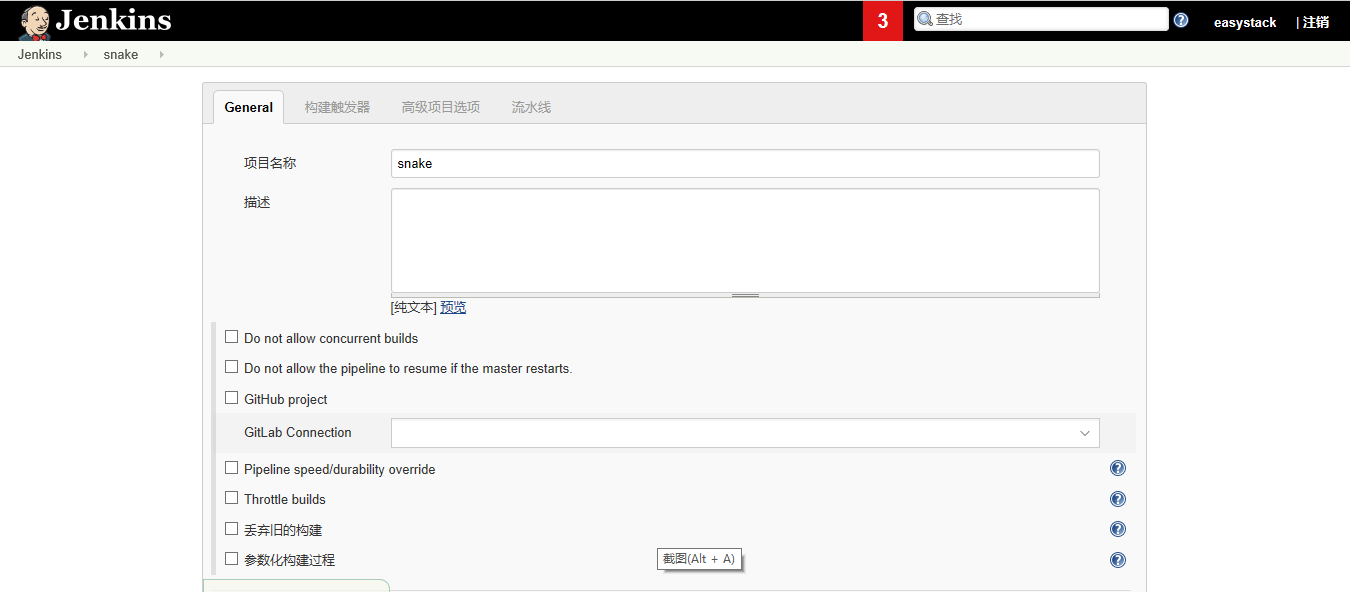 Jenkins
3
查找
easystack
| 注销
Jenkins
snake
General
构建触发器
高级项目选项
流水线
项目名称
snake
描述
[纯文本] 预览
Do not allow concurrent builds
Do not allow the pipeline to resume if the master restarts.
GitHub project
GitLab Connection
Pipeline speed/durability override
Throttle builds
丢弃旧的构建
参数化构建过程
截图(Alt + A)